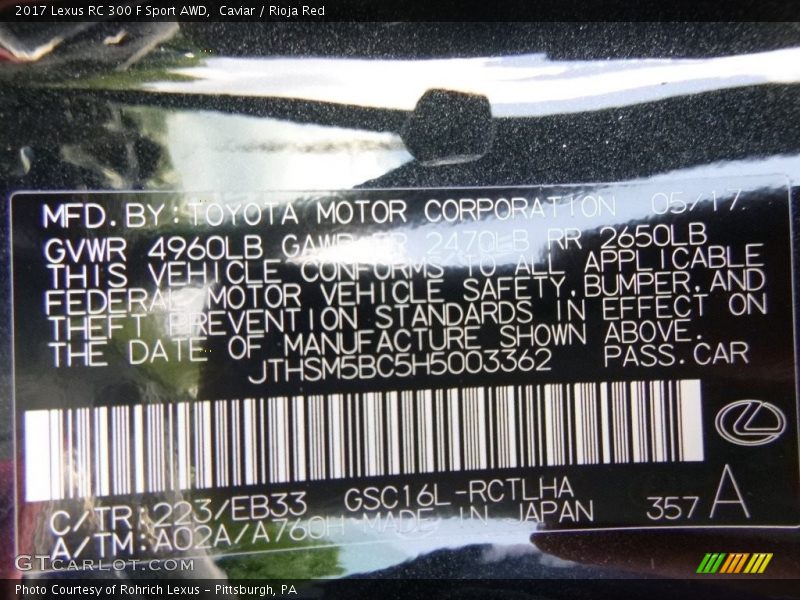 2017 Lexus RC 300 F Sport AWD,  Caviar / Rioja Red
MFD. BY: TOYOTA MOTOR CORPORATION 05/17
GVWR 4960LB GAWR FR 2470LB RR 2650LB
THIS VEHICLE CONFORMS TO ALL APPLICABLE
FEDERAL MOTOR VEHICLE SAFETY, BUMPER, AND
THEFT PREVENTION STANDARDS IN EFFECT ON
THE DATE OF MANUFACTURE SHOWN ABOVE.
JTHSM5BC5H5003362 PASS. CAR
C/TR: 223/EB33 GSC16L-RCTLHA
A/TM: A02A/A760H MADE IN JAPAN 357 A
GTCARLOT.COM
Photo Courtesy of Rohrich Lexus - Pittsburgh, PA